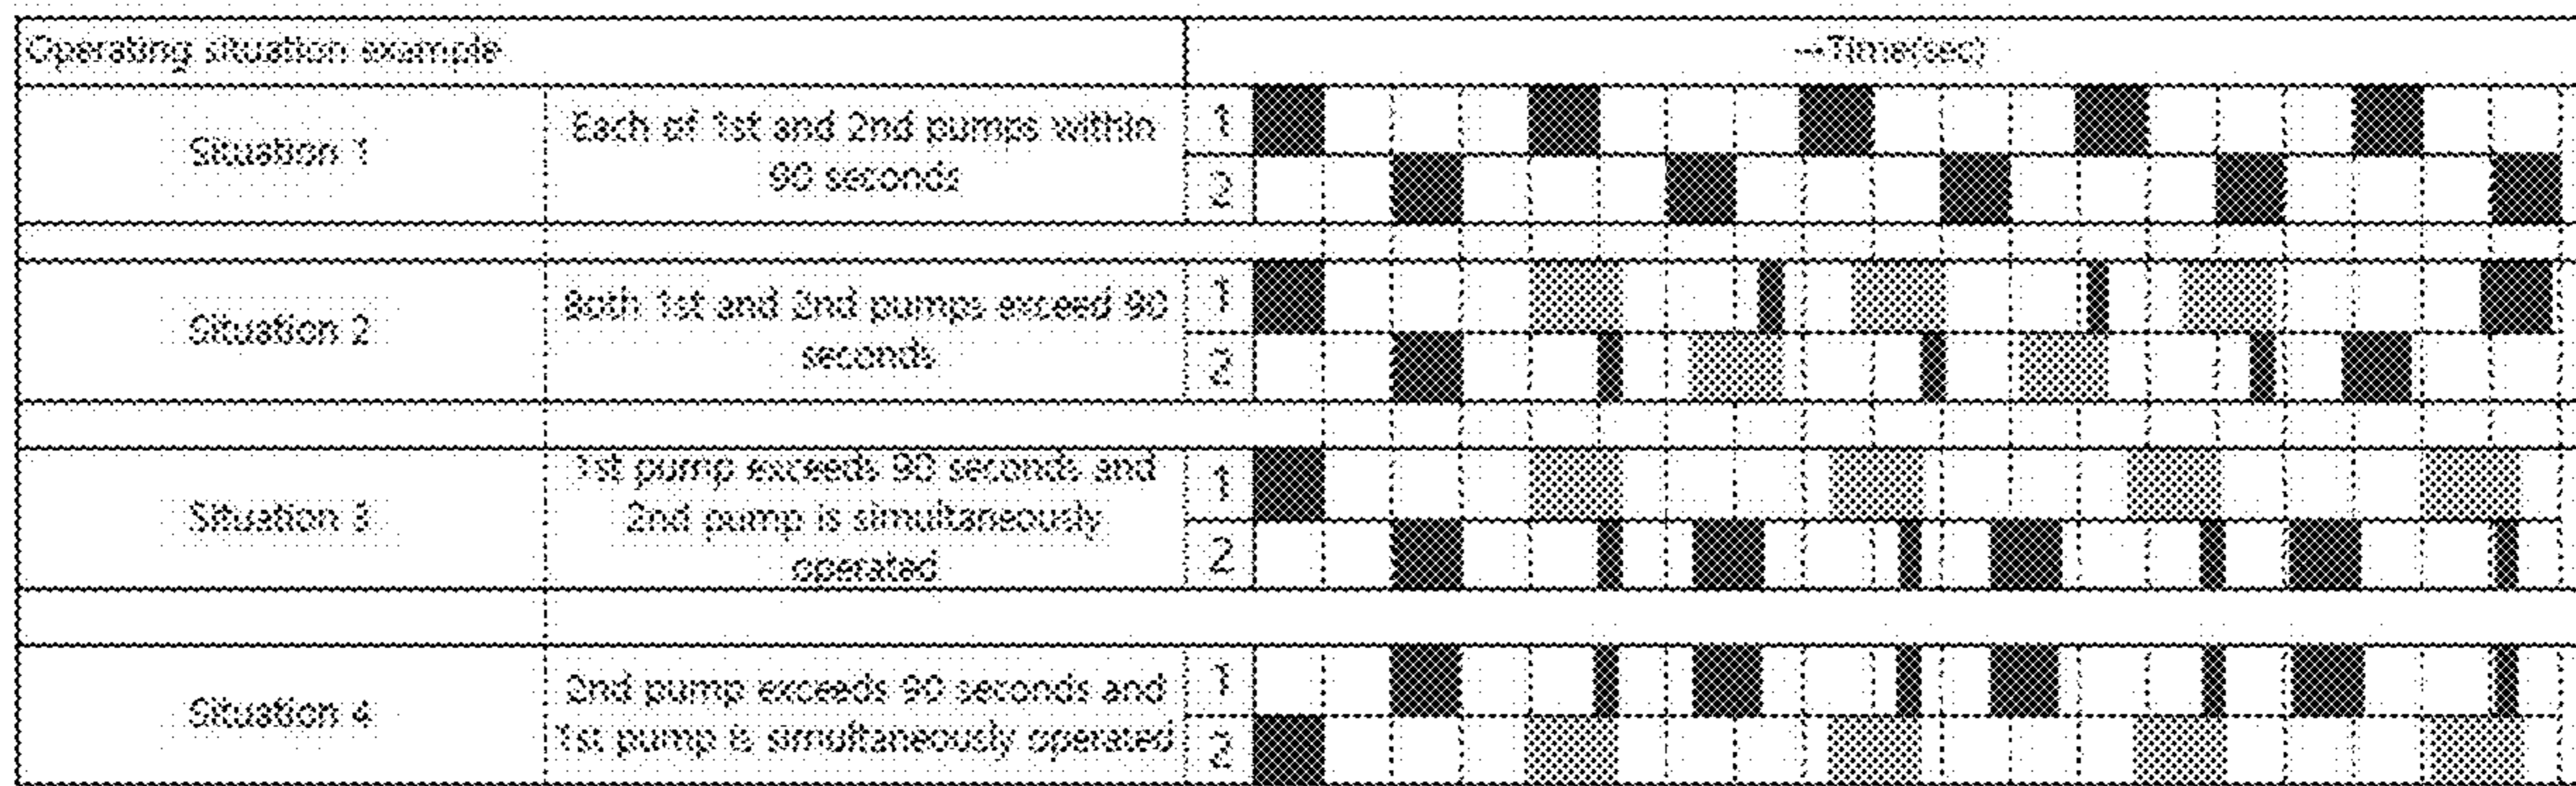 Operating situation example
→Time(sec)
Situation 1
Each of 1st and 2nd pumps within
90 seconds
1
2
Situation 2
Both 1st and 2nd pumps exceed 90
seconds
1
2
Situation 3
1st pump exceeds 90 seconds and
2nd pump is simultaneously
operated
1
2
Situation 4
2nd pump exceeds 90 seconds and
1st pump is simultaneously operated
1
2